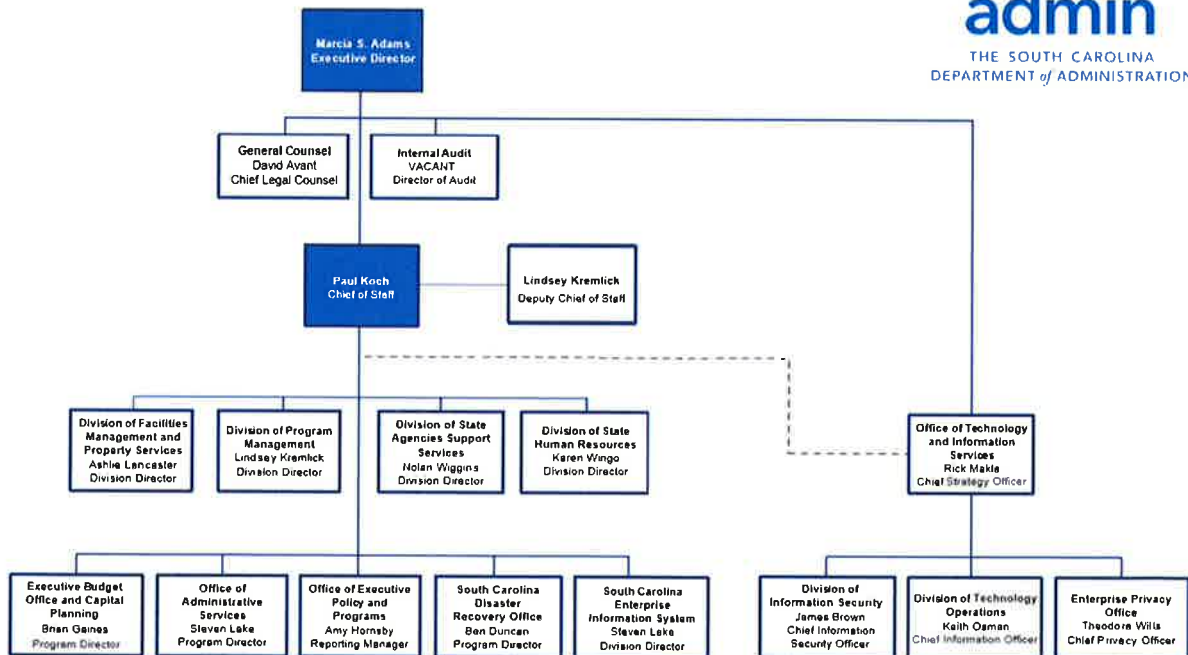 admin
THE SOUTH CAROLINA
DEPARTMENT of ADMINISTRATION
Marcia S. Adams
Executive Director
General Counsel
David Avant
Chief Legal Counsel
Internal Audit
VACANT
Director of Audit
Paul Koch
Chief of Staff
Lindsey Kremlick
Deputy Chief of Staff
Division of Facilities
Management and
Property Services
Ashlie Lancaster
Division Director
Division of Program
Management
Lindsey Kremlick
Division Director
Division of State
Agencies Support
Services
Nolan Wiggins
Division Director
Division of State
Human Resources
Karen Wingo
Division Director
Office of Technology
and Information
Services
Rick Makla
Chief Strategy Officer
Executive Budget
Office and Capital
Planning
Brian Gaines
Program Director
Office of
Administrative
Services
Steven Lake
Program Director
Office of Executive
Policy and
Programs
Amy Hornsby
Reporting Manager
South Carolina
Disaster
Recovery Office
Ben Duncan
Program Director
South Carolina
Enterprise
Information System
Steven Lake
Division Director
Division of
Information Security
James Brown
Chief Information
Security Officer
Division of Technology
Operations
Keith Osman
Chief Information Officer
Enterprise Privacy
Office
Theodora Wills
Chief Privacy Officer